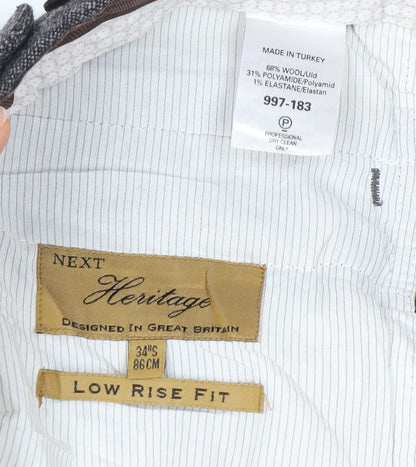 MADE IN TURKEY
68% WOOL/Uld
31% POLYAMIDE/Polyamid
1% ELASTANE/Elastan
997-183
P
PROFESSIONAL
DRY CLEAN
ONLY
NEXT
Heritage
DESIGNED IN GREAT BRITAIN
34"S
86CM
LOW RISE FIT